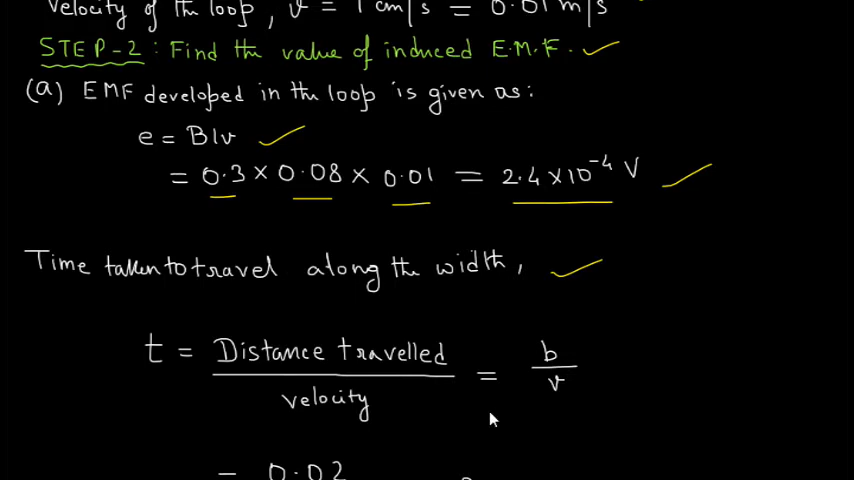 Velocity of the loop, v = 1 cm/s = 0.01 m/s
STEP-2: Find the value of induced E.M.F.
(a) EMF developed in the loop is given as:
e = Blv
= 0.3 × 0.08 × 0.01 = 2.4 × 10⁻⁴ V
Time taken to travel along the width,
t = Distance travelled / velocity = b / v
= 0.02